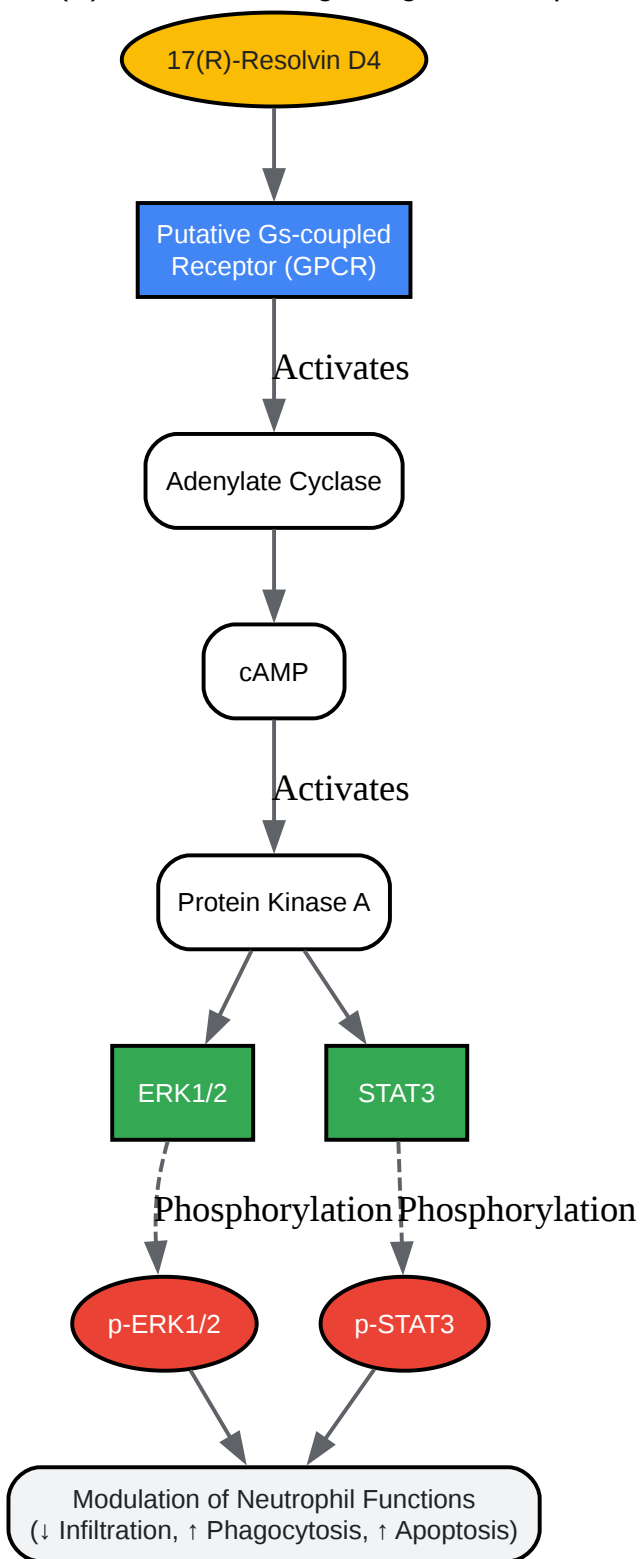 17(R)-Resolvin D4
Putative Gs-coupled
Receptor (GPCR)
Activates
Adenylate Cyclase
cAMP
Activates
Protein Kinase A
ERK1/2
STAT3
Phosphorylation
Phosphorylation
p-ERK1/2
p-STAT3
Modulation of Neutrophil Functions
(↓ Infiltration, ↑ Phagocytosis, ↑ Apoptosis)